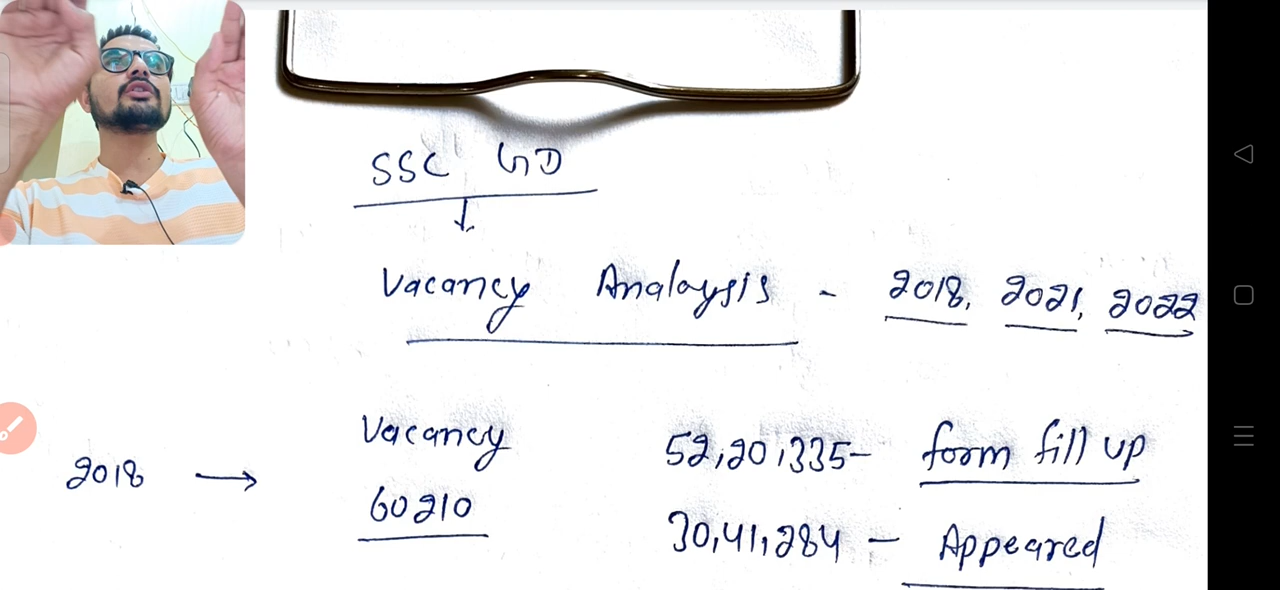 SSC GD
Vacancy Analaysis - 2018, 2021, 2022
2018 → Vacancy 60210
52,20,335- form fill up
30,41,284 - Appeared